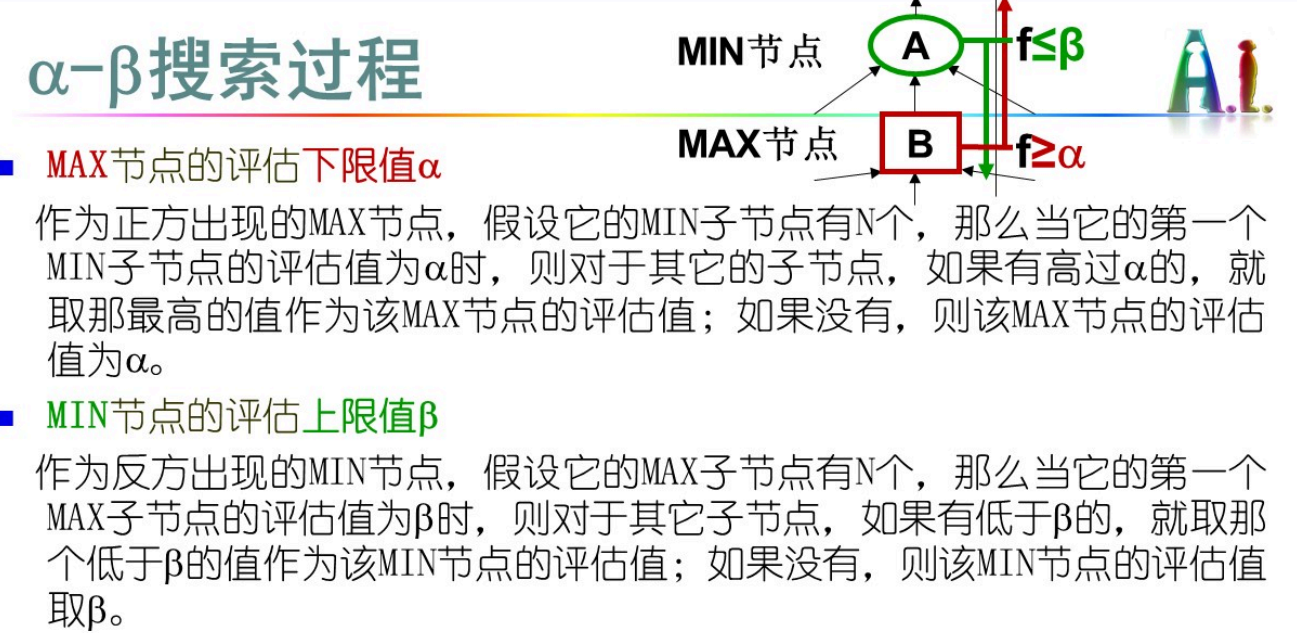 α-β搜索过程
MIN节点
A
f≤β
A.I.
MAX节点
B
f≥α
MAX节点的评估下限值α
作为正方出现的MAX节点，假设它的MIN子节点有N个，那么当它的第一个
MIN子节点的评估值为α时，则对于其它的子节点，如果有高过α的，就
取那最高的值作为该MAX节点的评估值；如果没有，则该MAX节点的评估
值为α。
MIN节点的评估上限值β
作为反方出现的MIN节点，假设它的MAX子节点有N个，那么当它的第一个
MAX子节点的评估值为β时，则对于其它子节点，如果有低于β的，就取那
个低于β的值作为该MIN节点的评估值；如果没有，则该MIN节点的评估值
取β。